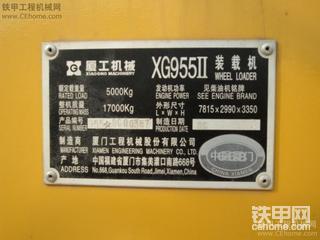 铁甲工程机械网
厦工机械
XIAGONG MACHINERY
XG955II 装载机
WHEEL LOADER
额定载重量
RATED LOAD
5000Kg
发动机功率
ENGINE POWER
见柴油机铭牌
SEE ENGINE BRAND
整机质量
MASS
17000Kg
外形尺寸
L×W×H
7815×2990×3350
产品编号
SERIAL NUMBER
制造日期
PRODUCTION DATE
制造商
MANUFACTURER
厦门工程机械股份有限公司
XIAMEN ENGINEERING MACHINERY CO., LTD
产地
ADDRESS
中国福建省厦门市集美灌口南路668号
No.668,Guankou South Road,Jimei,Xiamen
中国厦门
CHINA XIAMEN
铁甲网